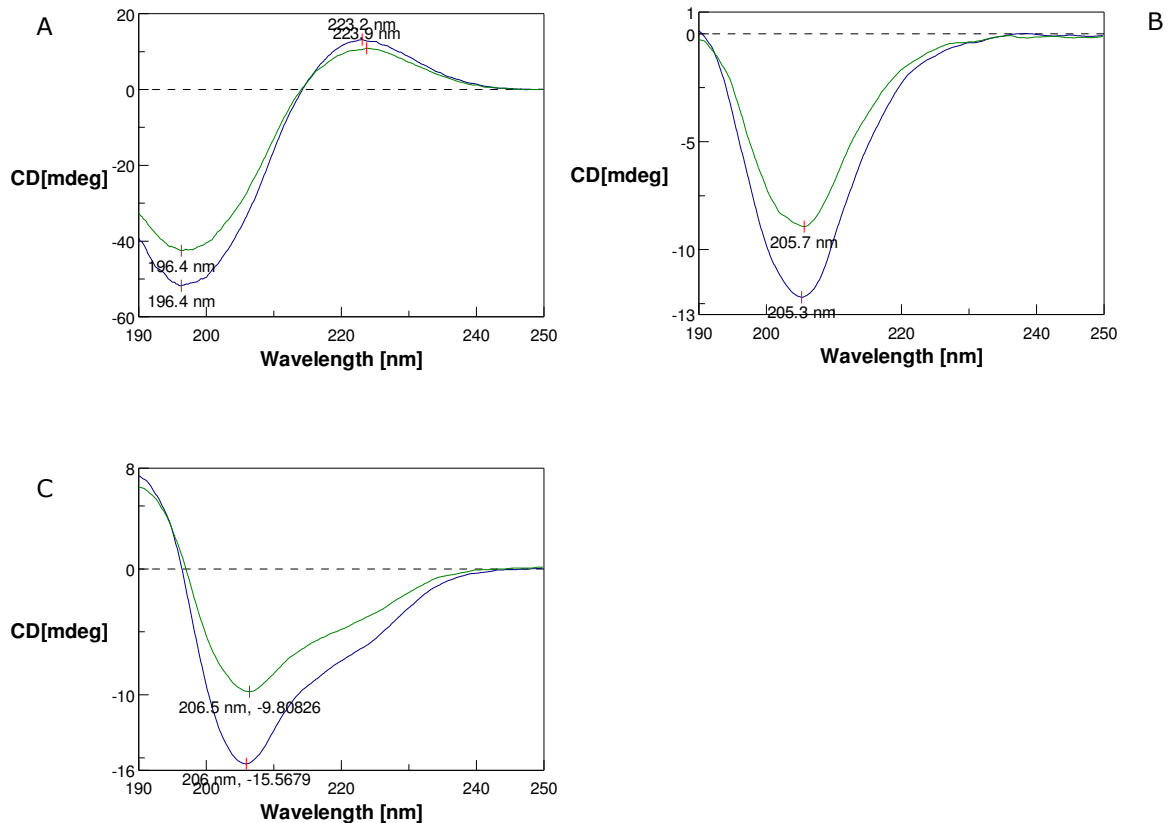 A
20
0
-20
-40
-60
CD[mdeg]
223.2 nm
223.9 nm
196.4 nm
196.4 nm
190 200 220 240 250
Wavelength [nm]
B
1
0
-5
-10
-13
CD[mdeg]
205.7 nm
205.3 nm
190 200 220 240 250
Wavelength [nm]
C
8
0
-10
-16
CD[mdeg]
206.5 nm, -9.80826
206 nm, -15.5679
190 200 220 240 250
Wavelength [nm]